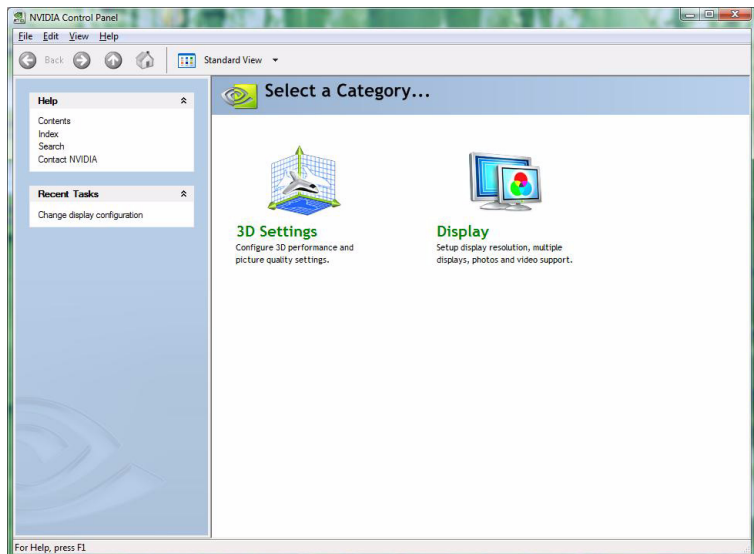 NVIDIA Control Panel
File Edit View Help
Back Standard View
Help
Contents
Index
Search
Contact NVIDIA
Recent Tasks
Change display configuration
Select a Category...
3D Settings
Configure 3D performance and
picture quality settings.
Display
Setup display resolution, multiple
displays, photos and video support.
For Help, press F1